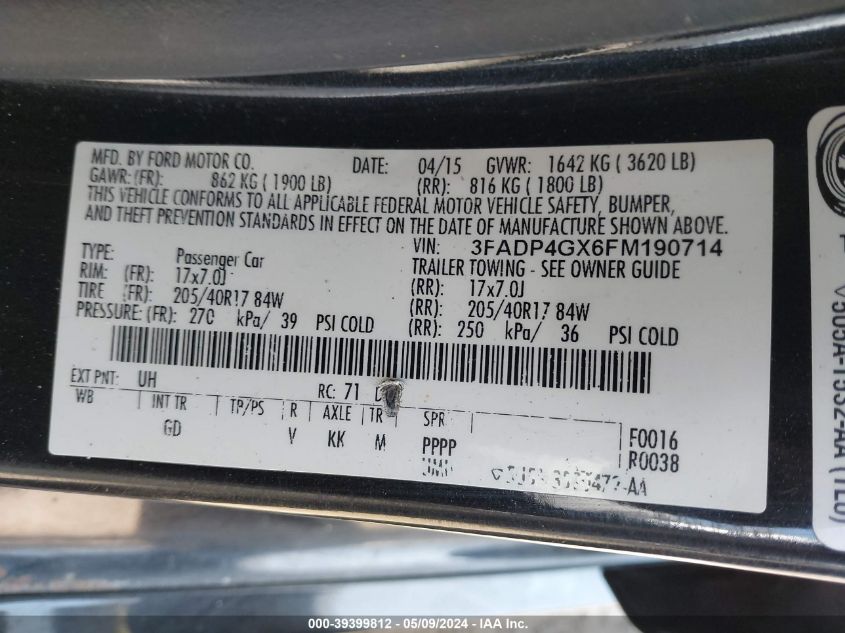 MFD. BY FORD MOTOR CO. DATE: 04/15 GVWR: 1642 KG ( 3620 LB)
GAWR: (FR): 862 KG ( 1900 LB) (RR): 816 KG ( 1800 LB)
THIS VEHICLE CONFORMS TO ALL APPLICABLE FEDERAL MOTOR VEHICLE SAFETY, BUMPER,
AND THEFT PREVENTION STANDARDS IN EFFECT ON THE DATE OF MANUFACTURE SHOWN ABOVE.
VIN: 3FADP4GX6FM190714
TYPE: Passenger Car TRAILER TOWING - SEE OWNER GUIDE
RIM: (FR): 17x7.0J (RR): 17x7.0J
TIRE (FR): 205/40R17 84W (RR): 205/40R17 84W
PRESSURE: (FR): 270 kPa/ 39 PSI COLD (RR): 250 kPa/ 36 PSI COLD
EXT PNT: UH RC: 71
WB INT TR TP/PS R AXLE TR SPR F0016
GD V KK M PPPP R0038
-AA
000-39399812 - 05/09/2024 - IAA Inc.